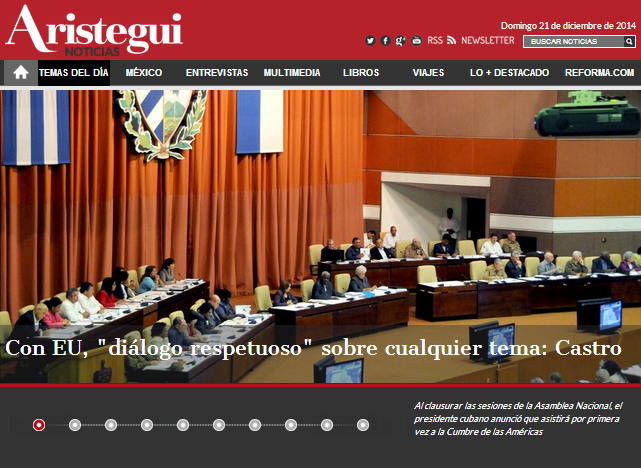 Aristegui
NOTICIAS
Domingo 21 de diciembre de 2014
RSS NEWSLETTER
BUSCAR NOTICIAS
TEMAS DEL DÍA MÉXICO ENTREVISTAS MULTIMEDIA LIBROS VIAJES LO + DESTACADO REFORMA.COM
Con EU, "diálogo respetuoso" sobre cualquier tema: Castro
Al clausurar las sesiones de la Asamblea Nacional, el
presidente cubano anunció que asistirá por primera
vez a la Cumbre de las Américas